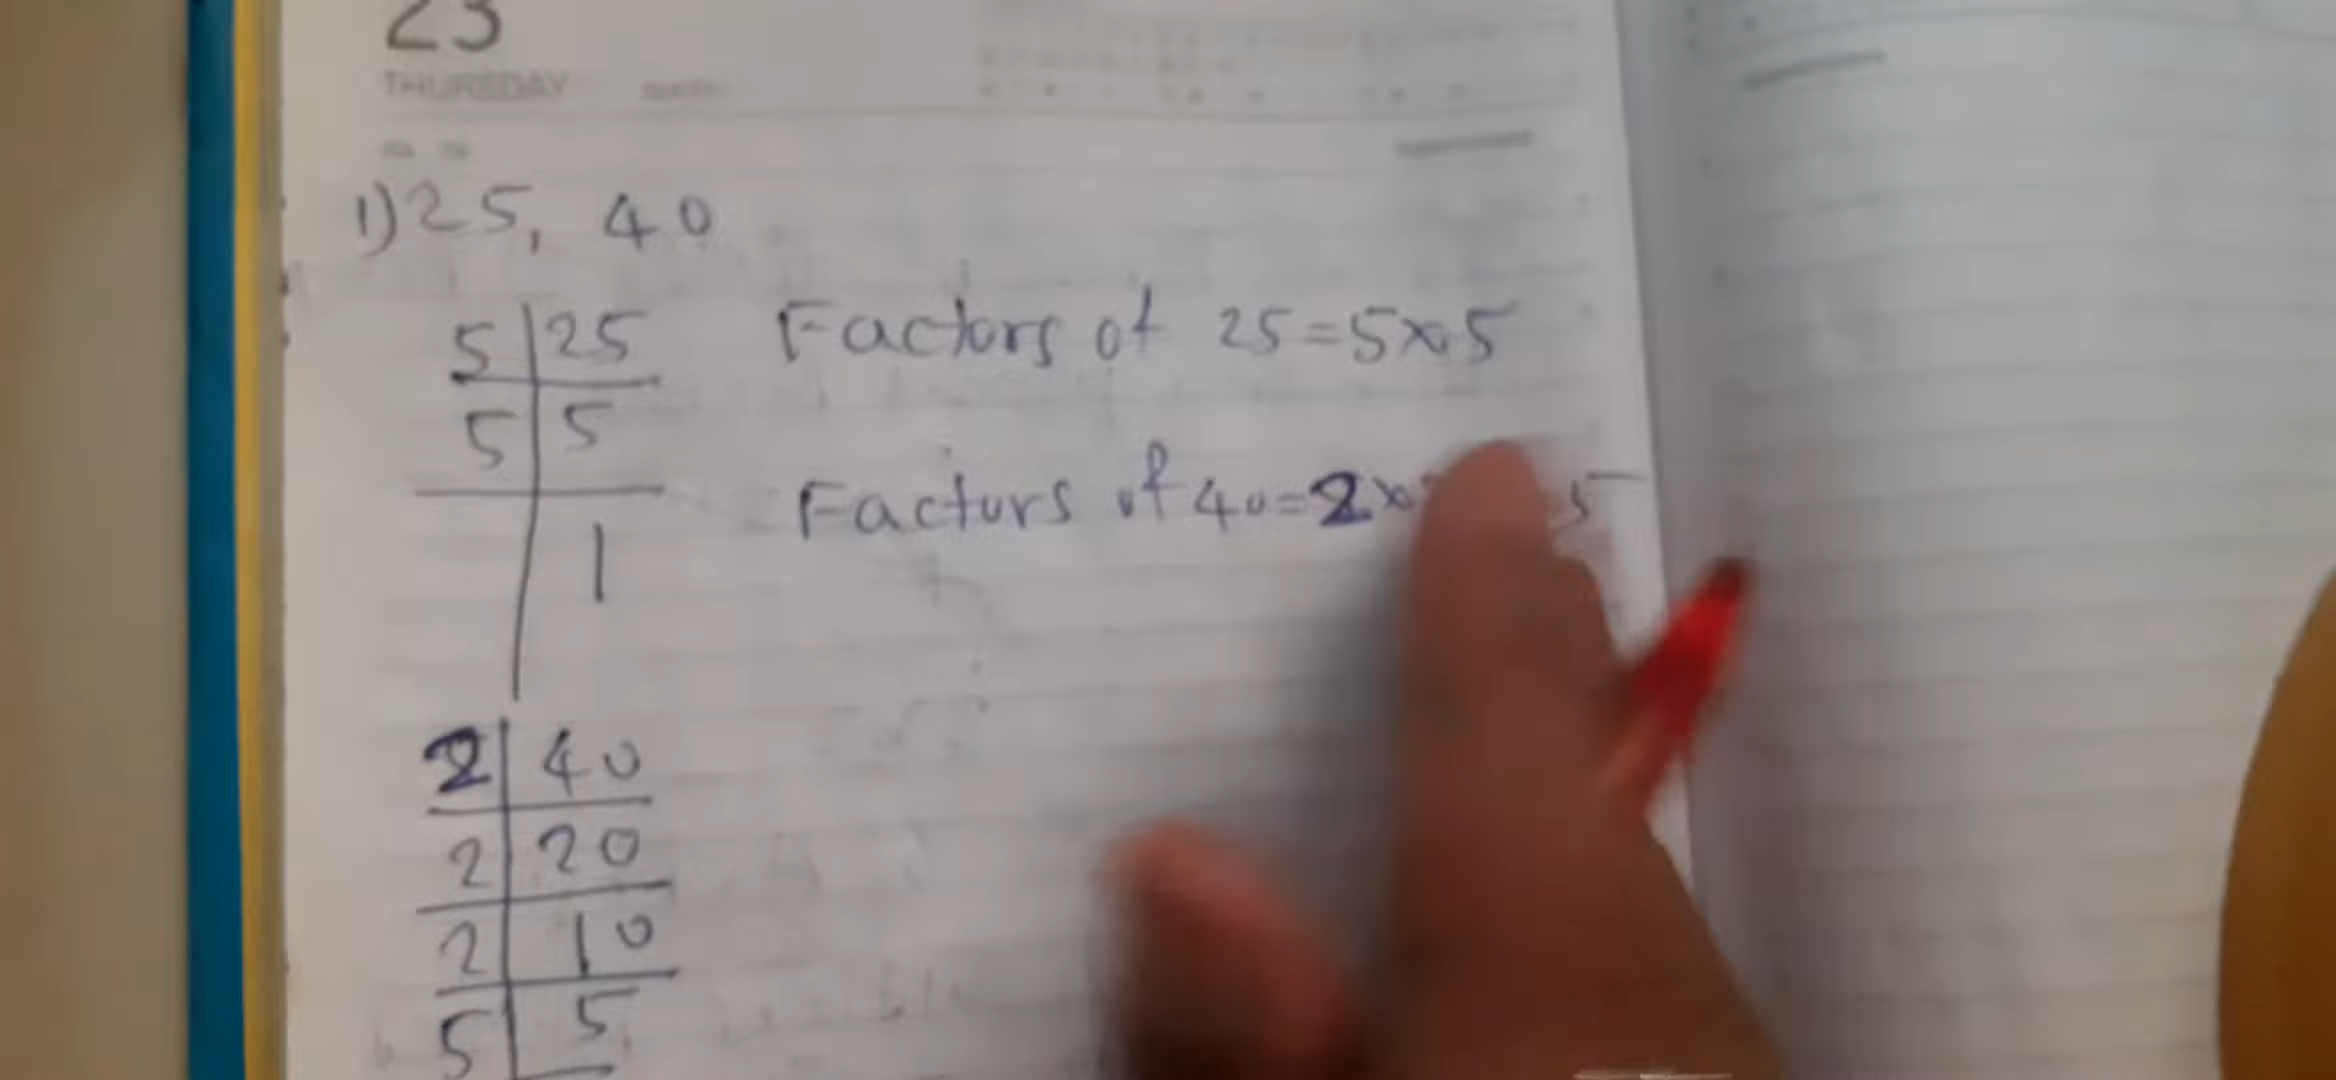 23
THURSDAY
1) 25, 40
5 | 25
5 | 5
1
Factors of 25 = 5 x 5
Factors of 40 = 2 x 5
2 | 40
2 | 20
2 | 10
5 | 5